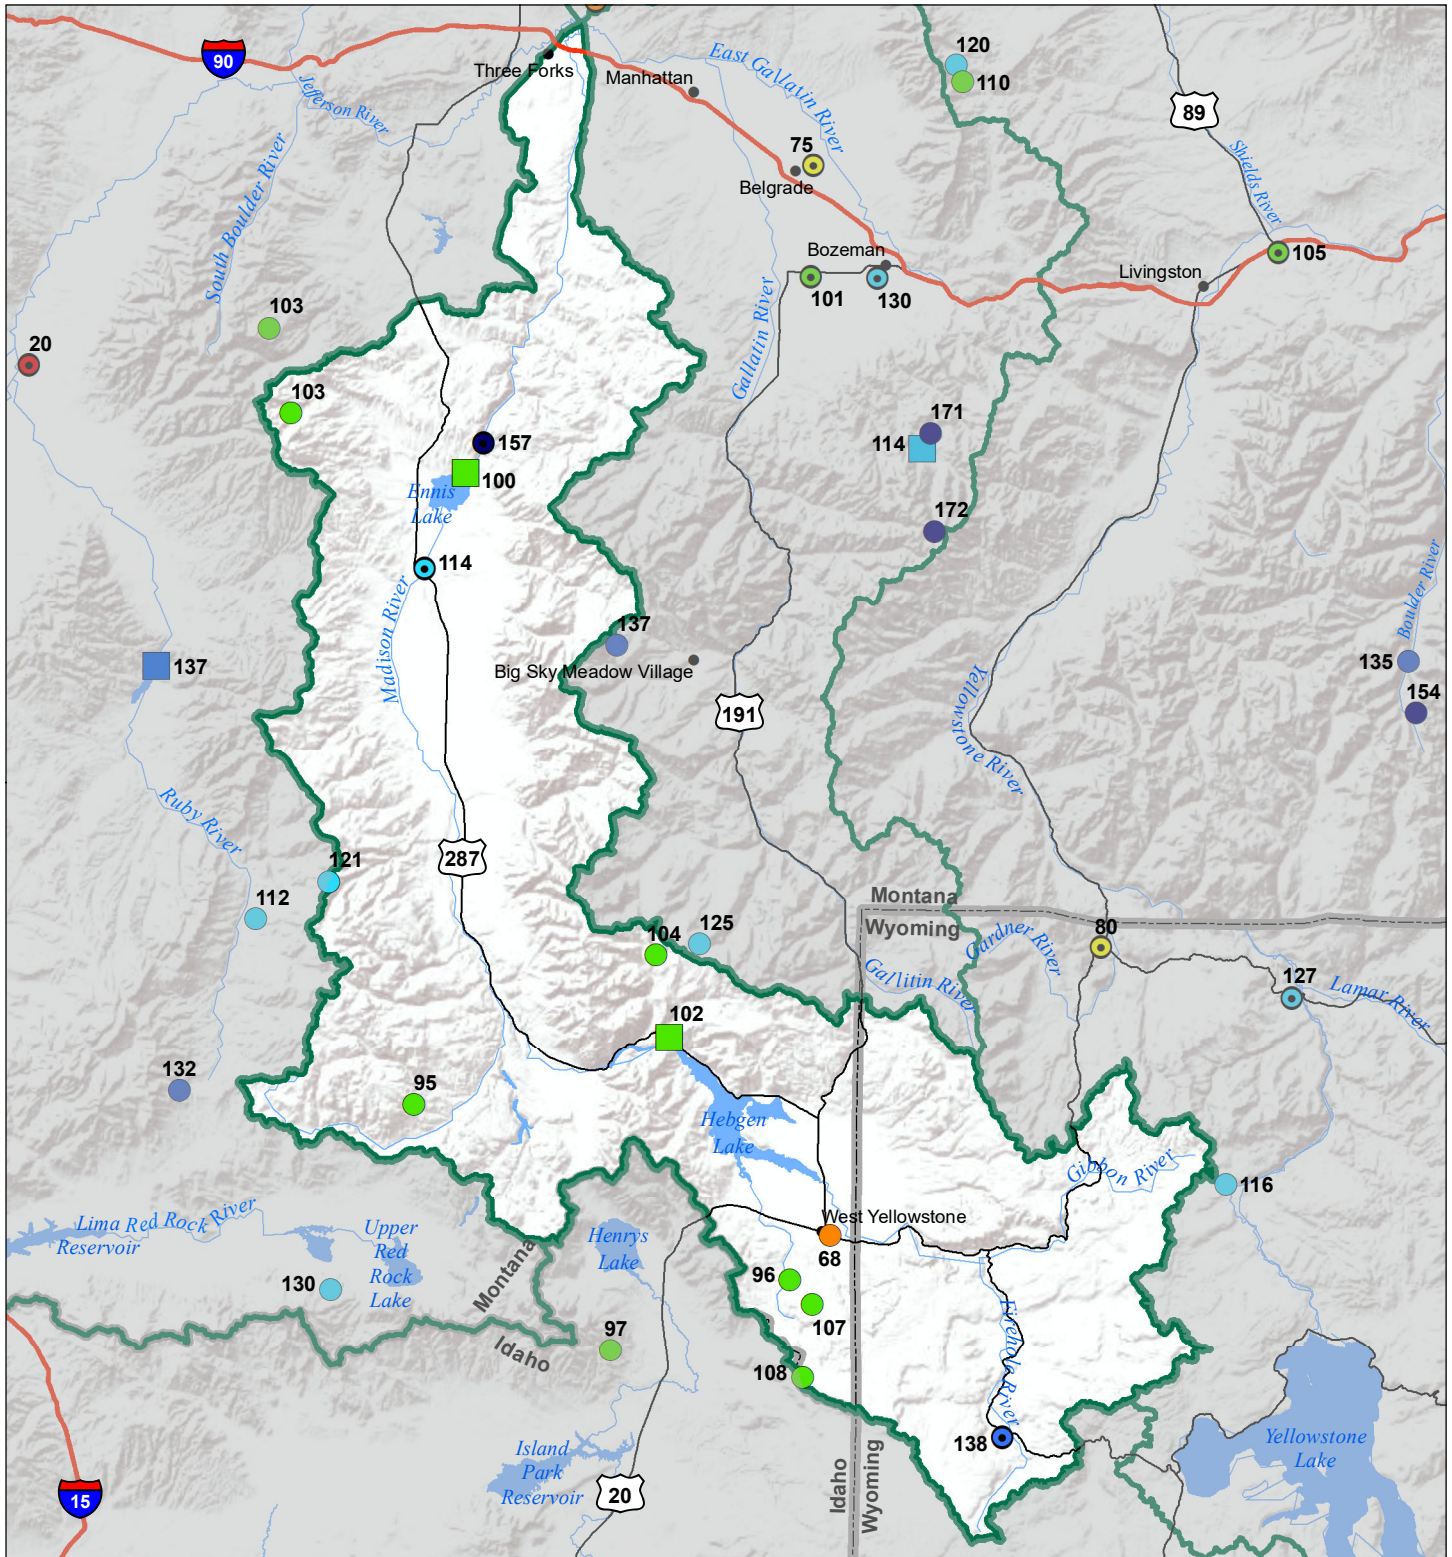 120
East Gallatin River
90
Three Forks
Manhattan
110
Jefferson River
89
75
Belgrade
South Boulder River
Shields River
Bozeman
105
Livingston
101
130
103
Gallatin River
20
103
171
157
114
100
Ennis
Lake
172
114
Boulder River
Madison River
137
137
Big Sky Meadow Village
135
154
191
Yellowstone River
Ruby River
121
287
112
Montana
Wyoming
104
125
80
Gardner River
Gallitin River
127
Lamar River
102
132
95
Hebgen
Lake
Gibbon River
116
Lima Red Rock River
Reservoir
Upper
Red
Rock
Lake
West Yellowstone
68
Henrys
Lake
Montana
130
96
107
Firehole River
97
Idaho
108
138
Yellowstone
Lake
Island
Park
Reservoir
Idaho
Wyoming
20
15